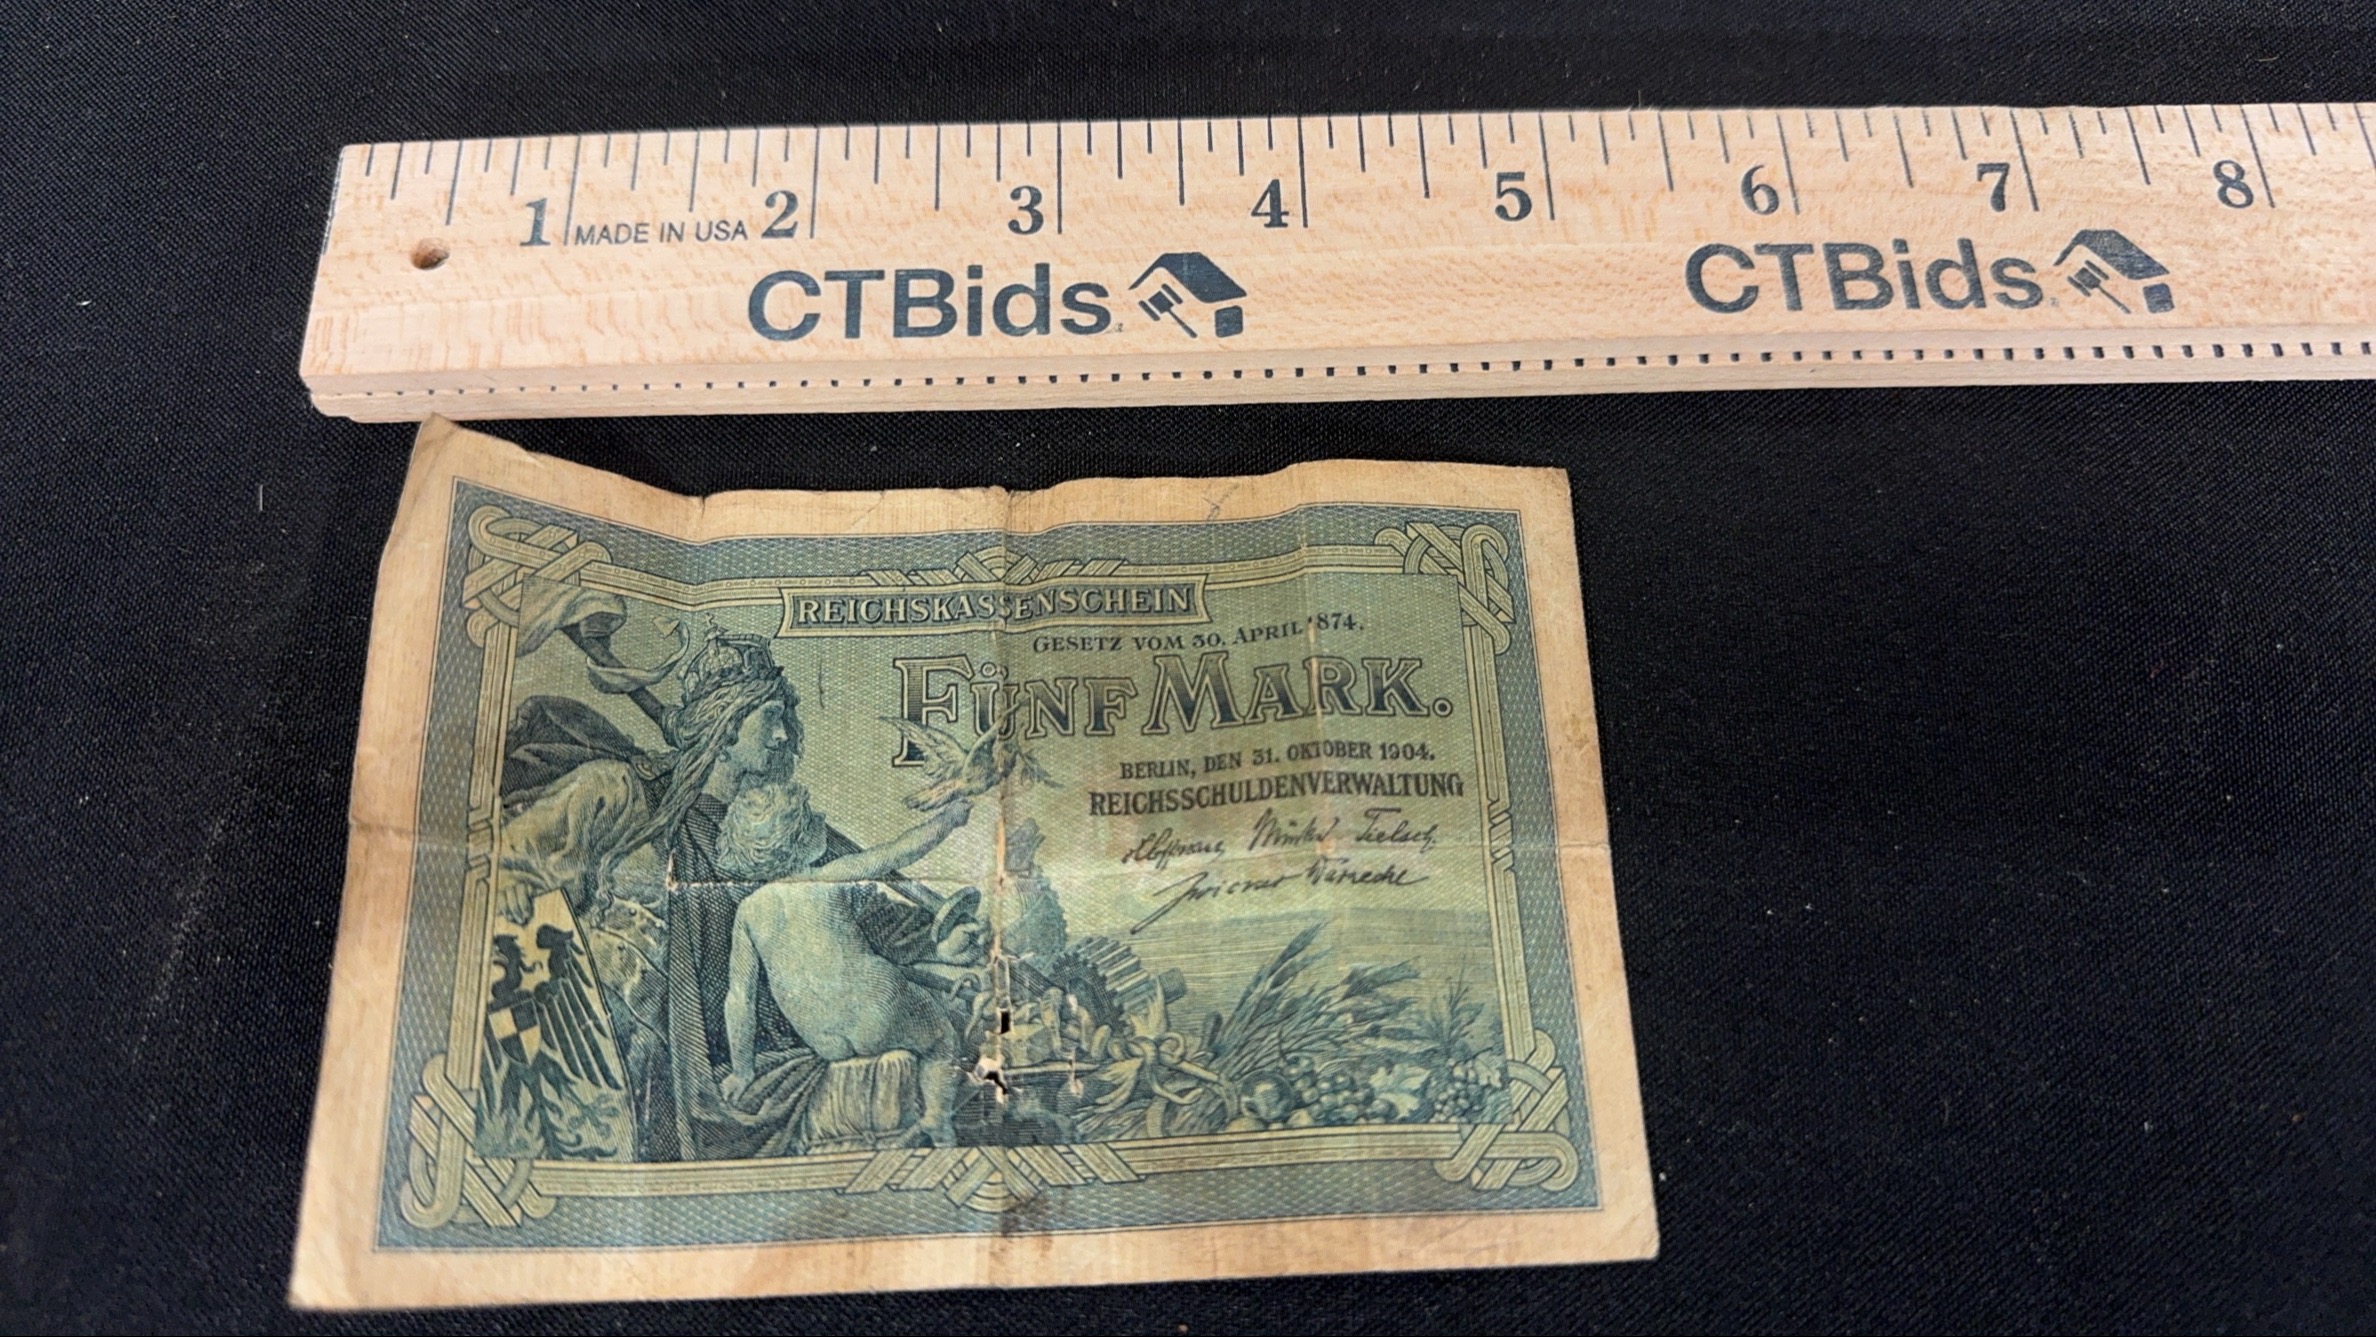 1 2 3 4 5 6 7 8
MADE IN USA
CTBids CTBids
REICHSKASSENSCHEIN
GESETZ VOM 30. APRIL 1874.
FÜNF MARK.
BERLIN, DEN 31. OKTOBER 1904.
REICHSSCHULDENVERWALTUNG